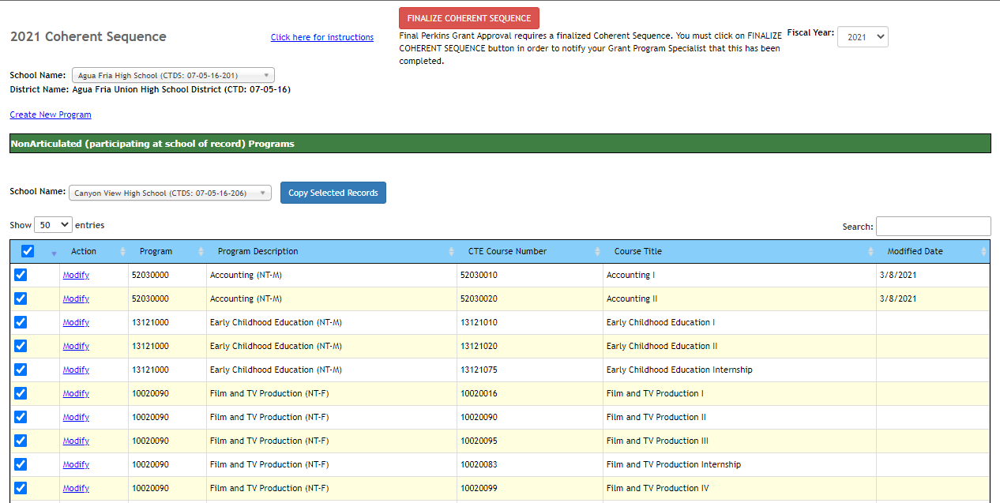 FINALIZE COHERENT SEQUENCE
2021 Coherent Sequence
Click here for instructions
Final Perkins Grant Approval requires a finalized Coherent Sequence. You must click on FINALIZE
COHERENT SEQUENCE button in order to notify your Grant Program Specialist that this has been
completed.
Fiscal Year: 2021
School Name: Agua Fria High School (CTDS: 07-05-16-201)
District Name: Agua Fria Union High School District (CTD: 07-05-16)
Create New Program
NonArticulated (participating at school of record) Programs
School Name: Canyon View High School (CTDS: 07-05-16-206) Copy Selected Records
Show 50 entries Search:
Action Program Program Description CTE Course Number Course Title Modified Date
Modify 52030000 Accounting (NT-M) 52030010 Accounting I 3/8/2021
Modify 52030000 Accounting (NT-M) 52030020 Accounting II 3/8/2021
Modify 13121000 Early Childhood Education (NT-M) 13121010 Early Childhood Education I
Modify 13121000 Early Childhood Education (NT-M) 13121020 Early Childhood Education II
Modify 13121000 Early Childhood Education (NT-M) 13121075 Early Childhood Education Internship
Modify 10020090 Film and TV Production (NT-F) 10020016 Film and TV Production I
Modify 10020090 Film and TV Production (NT-F) 10020090 Film and TV Production II
Modify 10020090 Film and TV Production (NT-F) 10020095 Film and TV Production III
Modify 10020090 Film and TV Production (NT-F) 10020083 Film and TV Production Internship
Modify 10020090 Film and TV Production (NT-F) 10020099 Film and TV Production IV